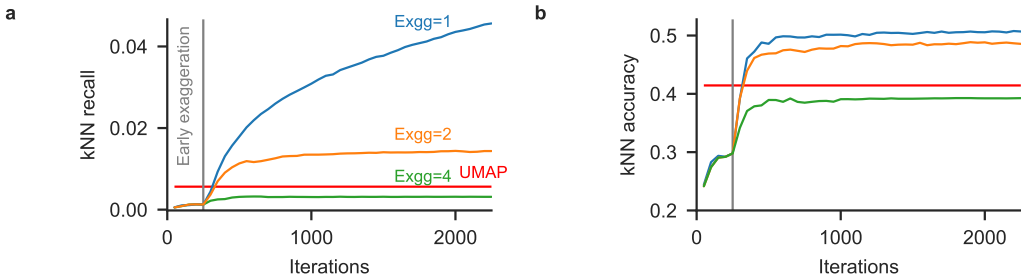 a
kNN recall
0.04
0.02
0.00
Early exaggeration
Exgg=1
Exgg=2
Exgg=4
UMAP
0
1000
2000
Iterations
b
kNN accuracy
0.5
0.4
0.3
0.2
0
1000
2000
Iterations